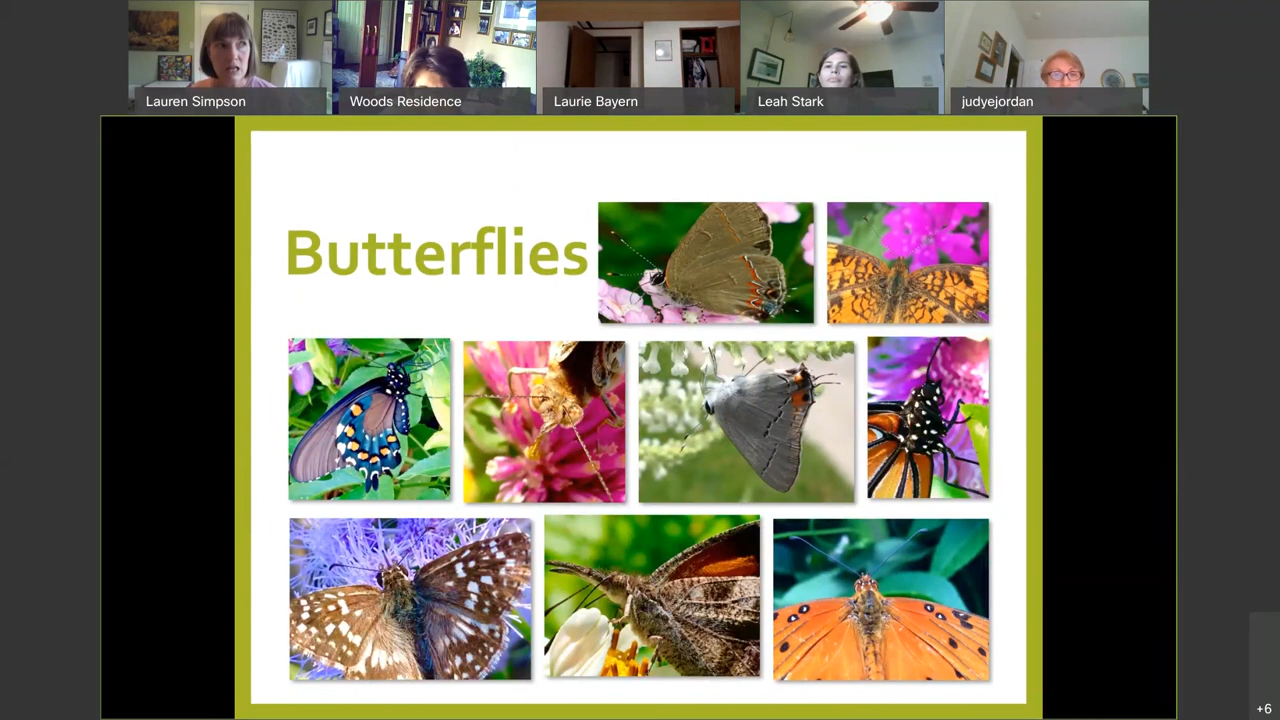 Lauren Simpson
Woods Residence
Laurie Bayern
Leah Stark
judyejordan
Butterflies
+6